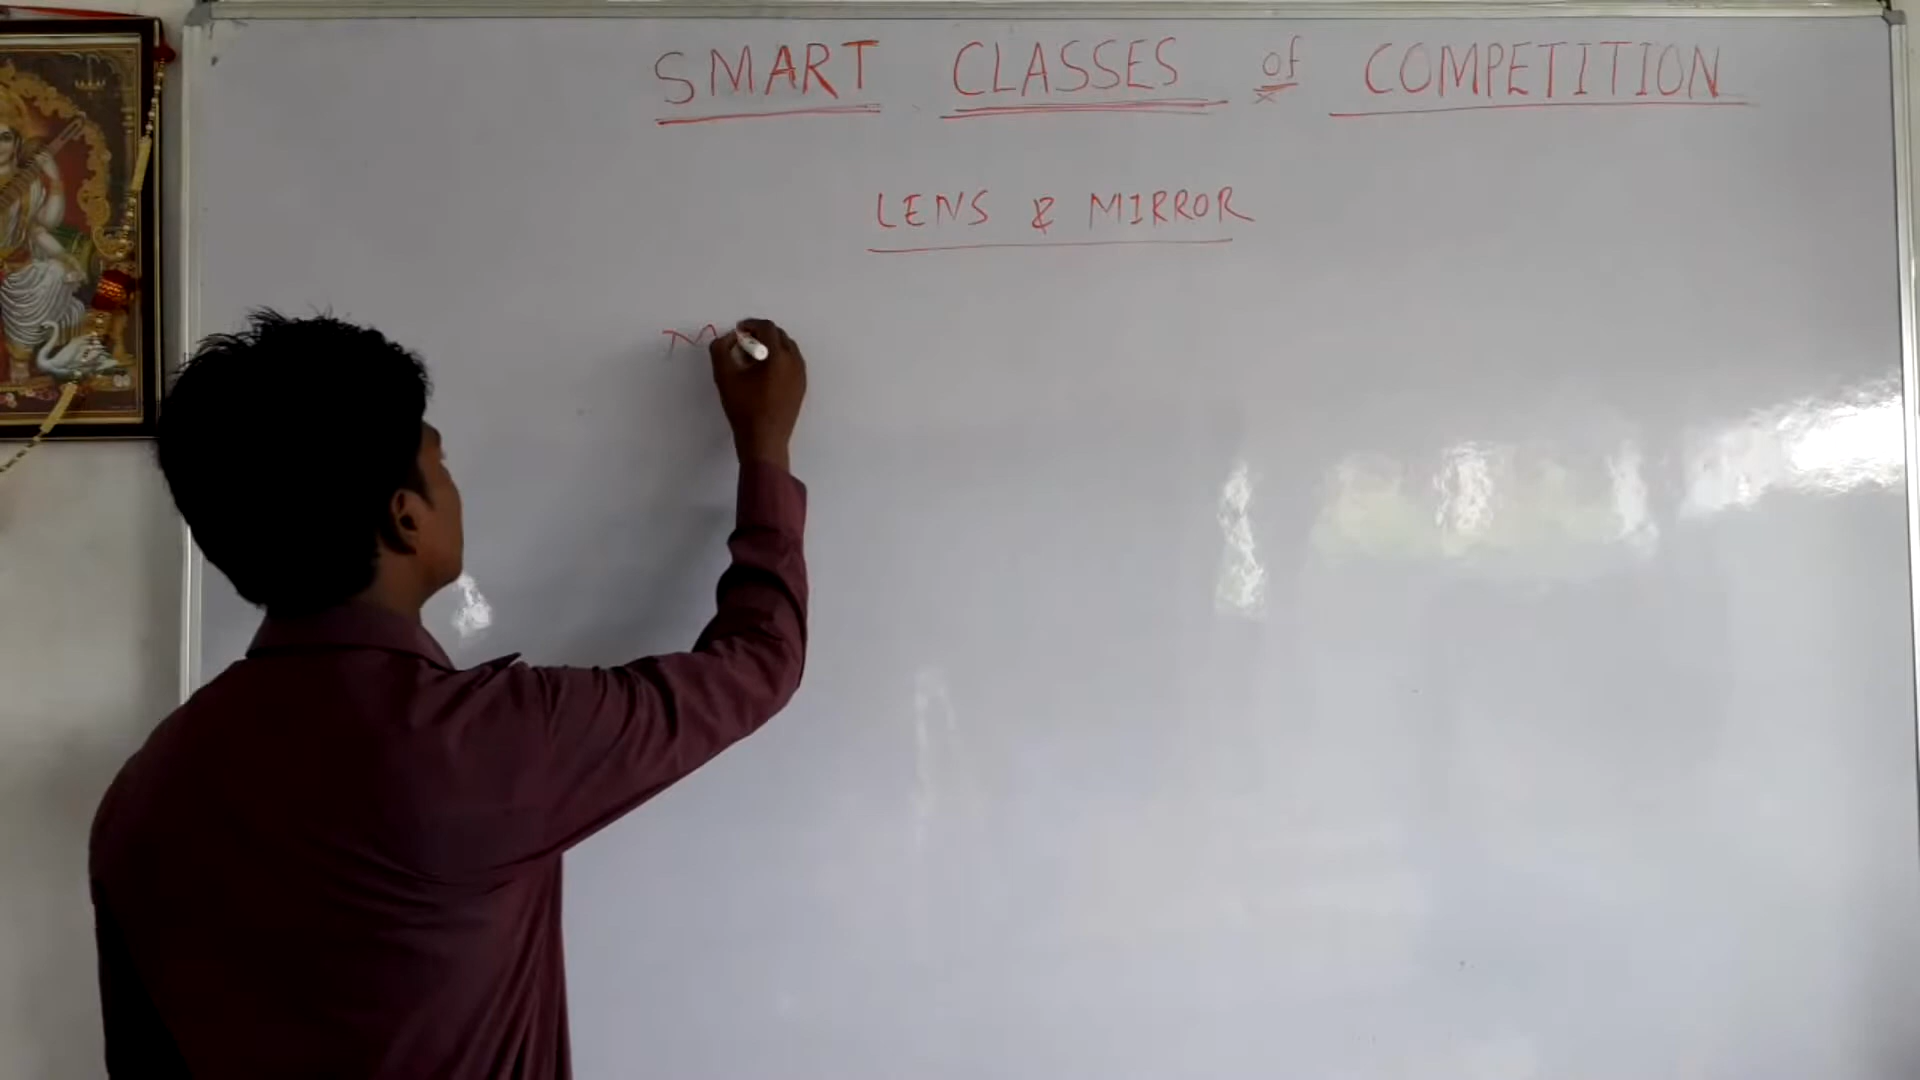 SMART CLASSES of COMPETITION
LENS & MIRROR
M